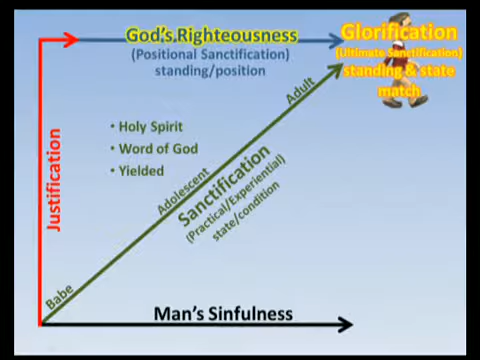 God's Righteousness
(Positional Sanctification)
standing/position
Glorification
(Ultimate Sanctification)
standing & state
match
Justification
• Holy Spirit
• Word of God
• Yielded
Babe
Adolescent
Adult
Sanctification
(Practical/Experiential)
state/condition
Man's Sinfulness